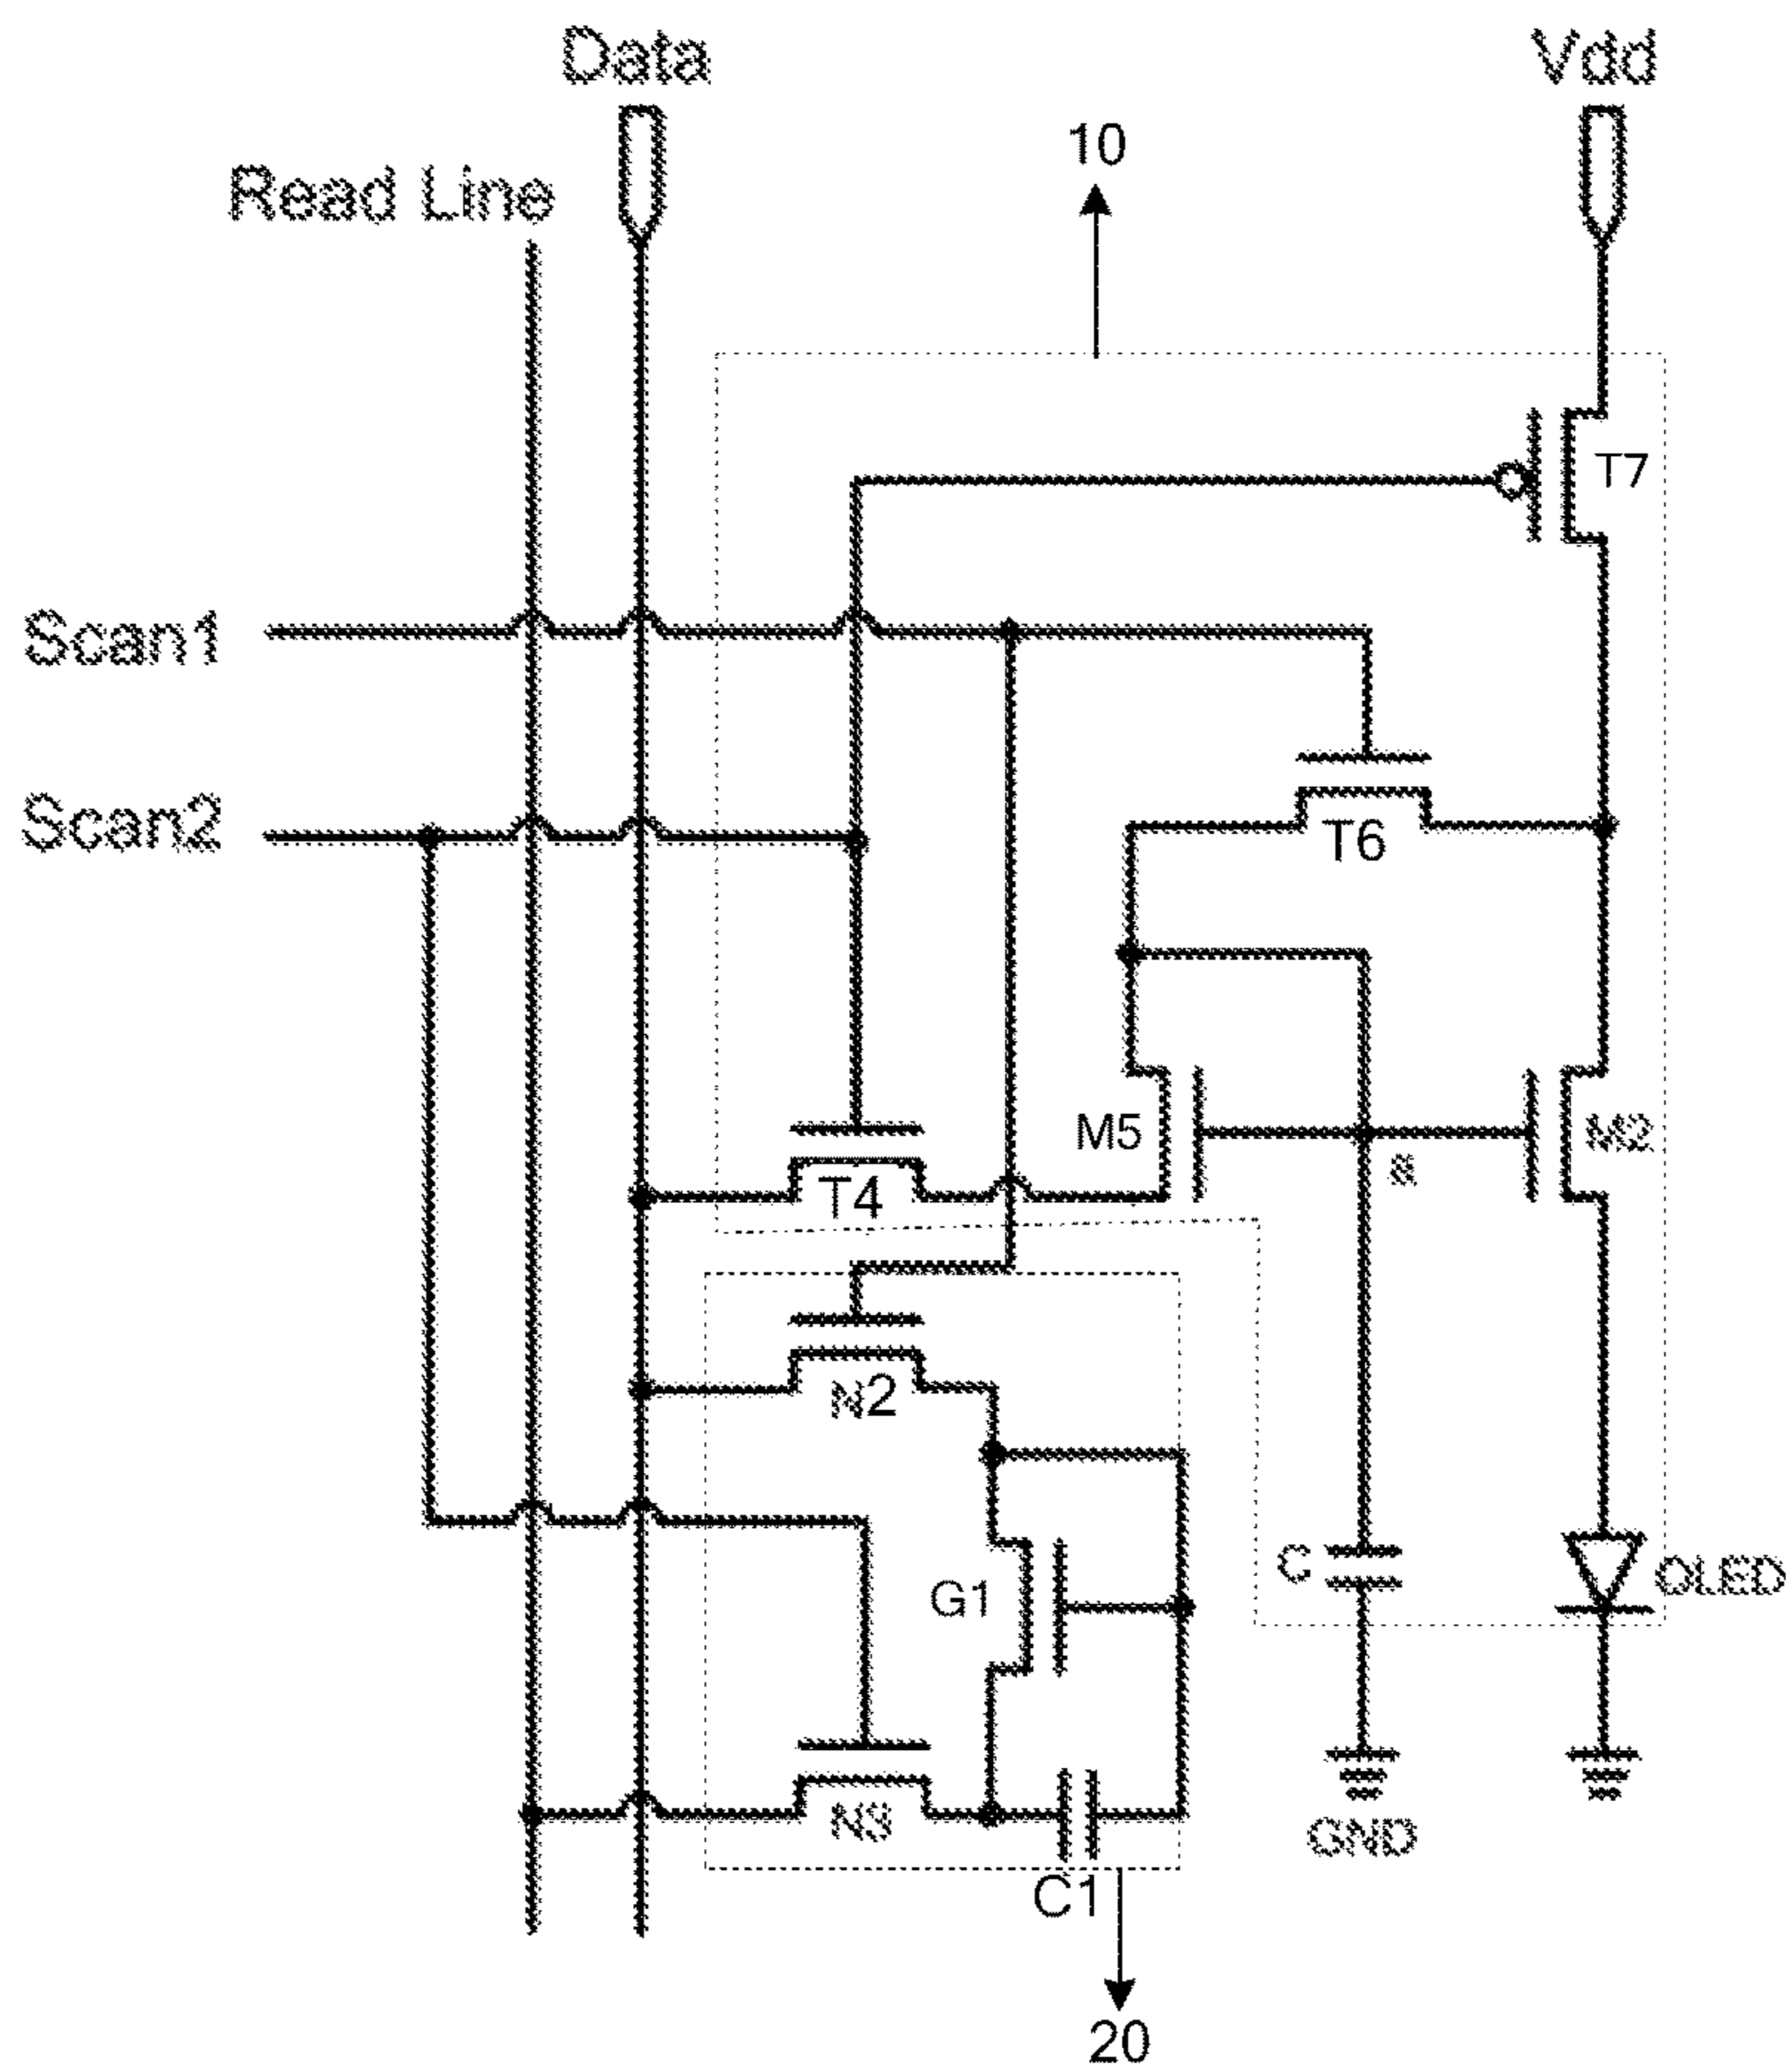 Data
Vdd
Read Line
10
T7
Scan1
Scan2
T6
M5
M2
a
T4
N2
G1
C
OLED
N3
GND
C1
20